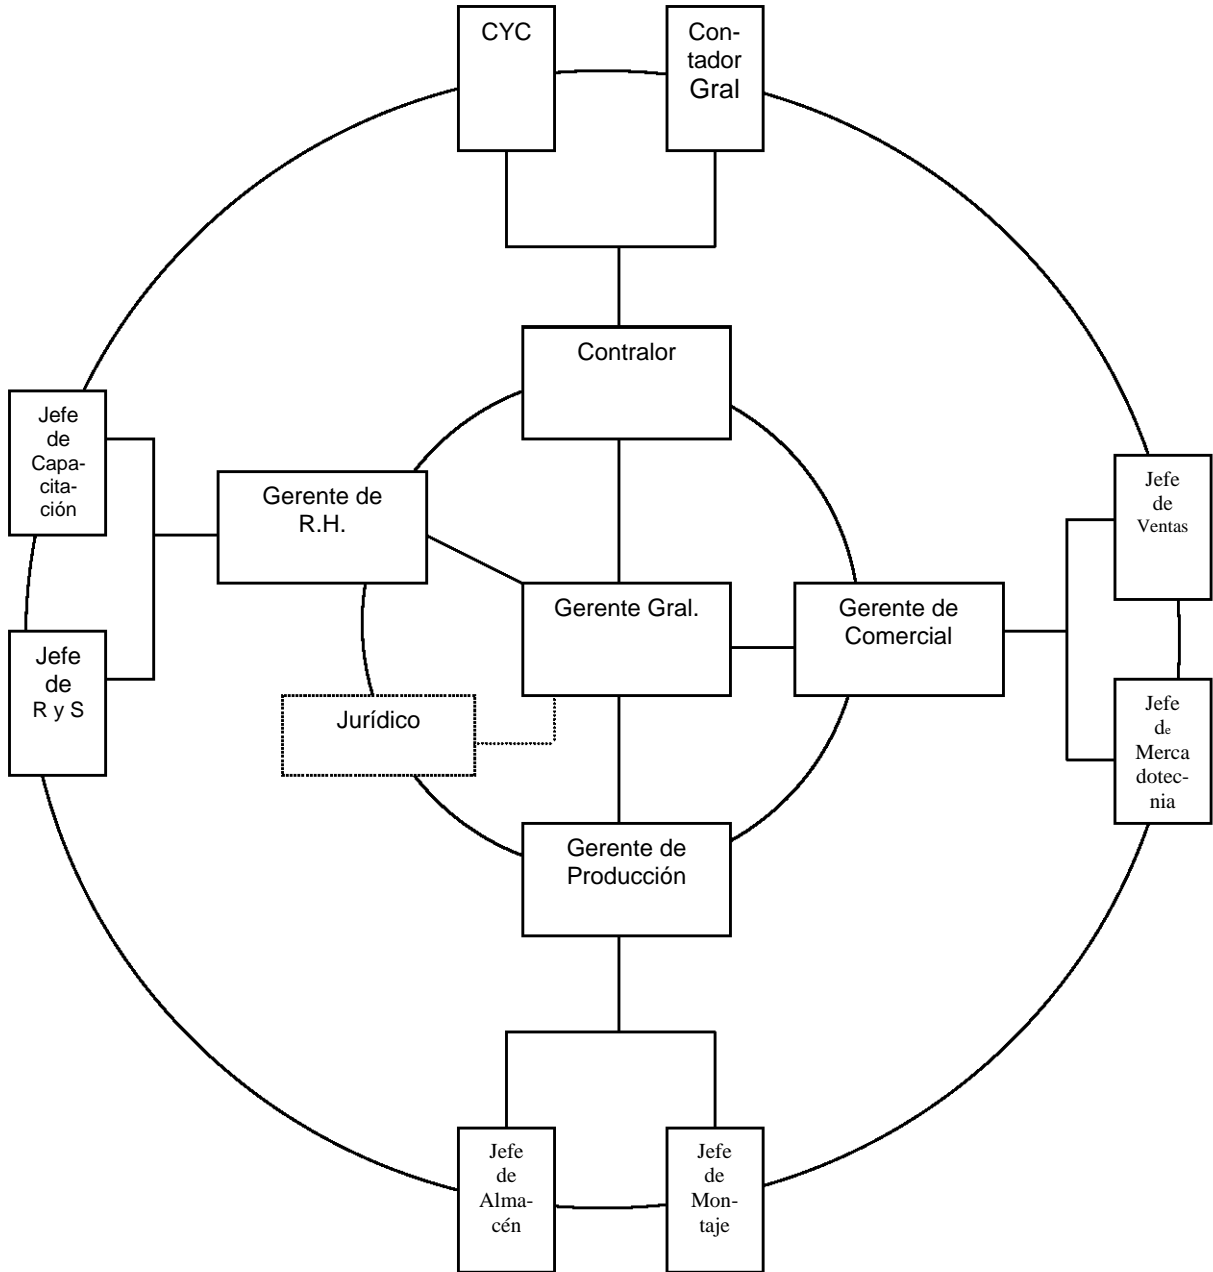 CYC
Con-
tador
Gral
Contralor
Jefe
de
Capa-
cita-
ción
Gerente de
R.H.
Jefe
de
Ventas
Gerente Gral.
Gerente de
Comercial
Jefe
de
R y S
Jurídico
Jefe
de
Merca
dotec-
nia
Gerente de
Producción
Jefe
de
Alma-
cén
Jefe
de
Mon-
taje